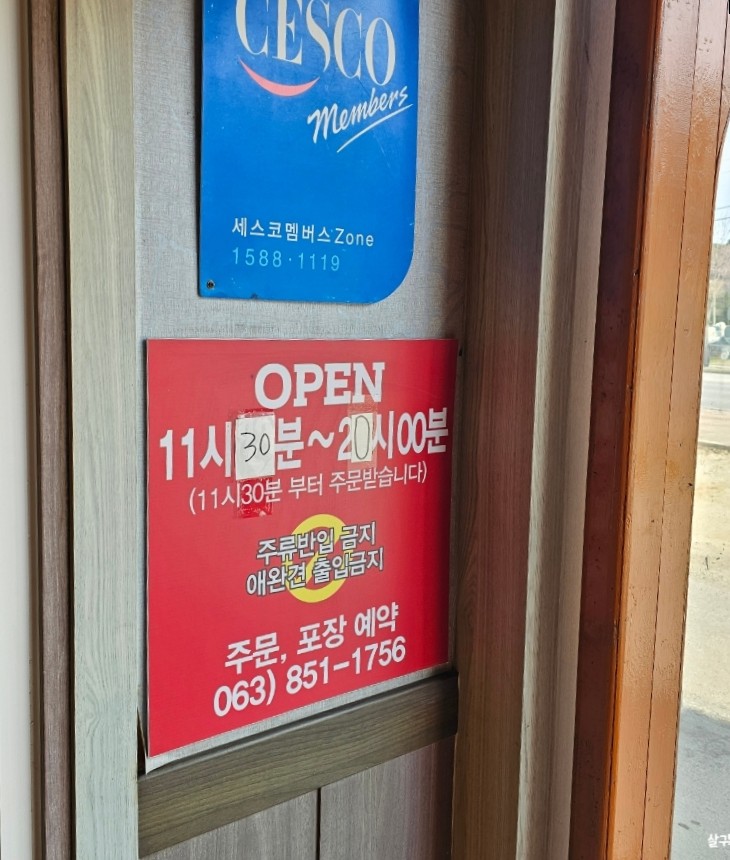 CESCO
Members
세스코멤버스Zone
1588·1119
OPEN
11시30분~20시00분
(11시30분 부터 주문받습니다)
주류반입 금지
애완견 출입금지
주문, 포장 예약
063) 851-1756
살구